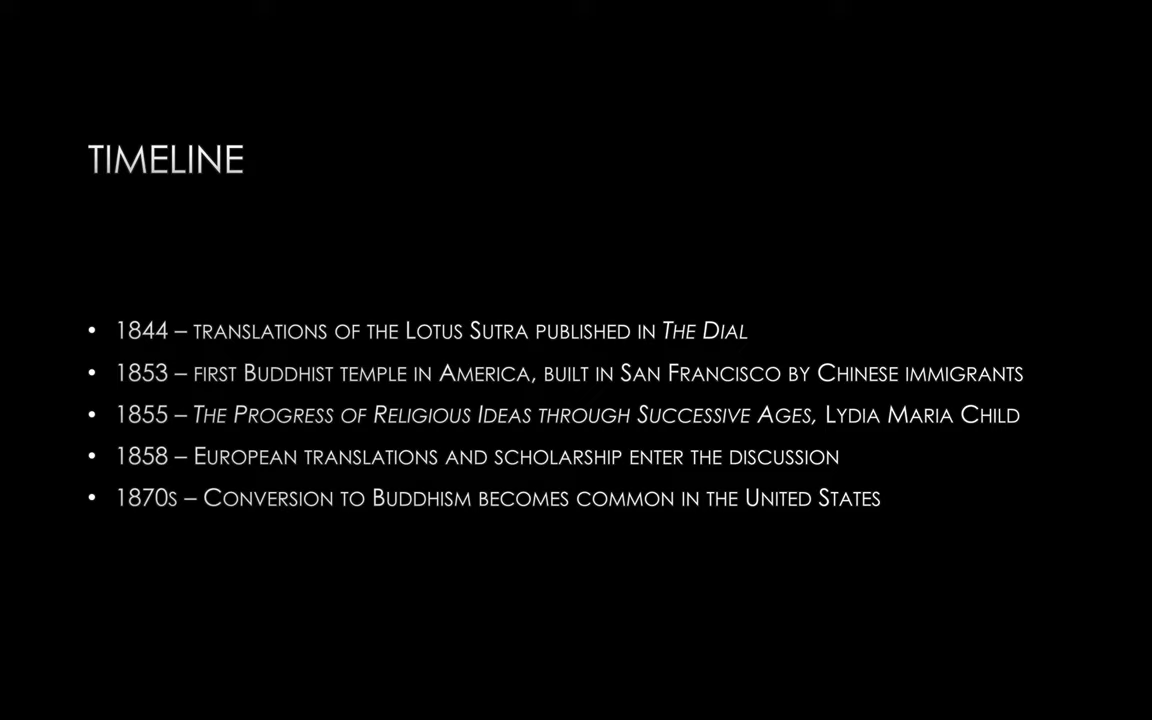 TIMELINE
• 1844 – TRANSLATIONS OF THE LOTUS SUTRA PUBLISHED IN THE DIAL
• 1853 – FIRST BUDDHIST TEMPLE IN AMERICA, BUILT IN SAN FRANCISCO BY CHINESE IMMIGRANTS
• 1855 – THE PROGRESS OF RELIGIOUS IDEAS THROUGH SUCCESSIVE AGES, LYDIA MARIA CHILD
• 1858 – EUROPEAN TRANSLATIONS AND SCHOLARSHIP ENTER THE DISCUSSION
• 1870S – CONVERSION TO BUDDHISM BECOMES COMMON IN THE UNITED STATES